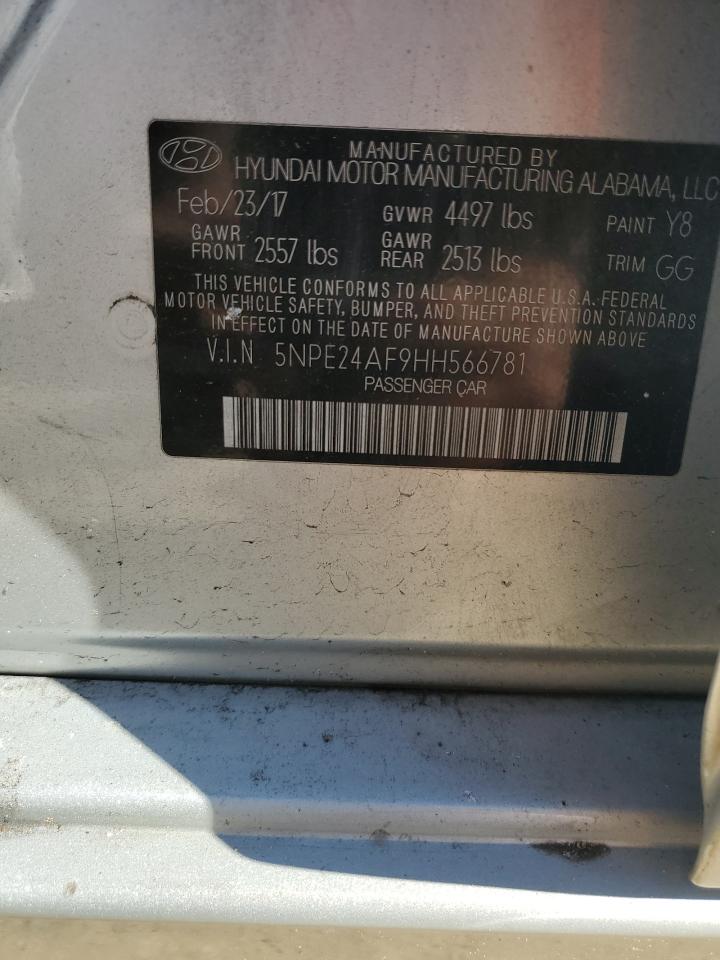 MANUFACTURED BY
HYUNDAI MOTOR MANUFACTURING ALABAMA, LLC
Feb/23/17 GVWR 4497 lbs PAINT Y8
GAWR FRONT 2557 lbs GAWR REAR 2513 lbs TRIM GG
THIS VEHICLE CONFORMS TO ALL APPLICABLE U.S.A. FEDERAL
MOTOR VEHICLE SAFETY, BUMPER, AND THEFT PREVENTION STANDARDS
IN EFFECT ON THE DATE OF MANUFACTURE SHOWN ABOVE
V.I.N 5NPE24AF9HH566781
PASSENGER CAR